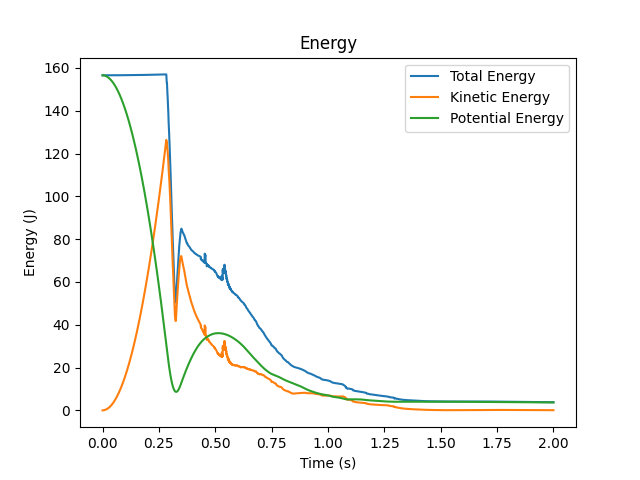 Energy
160
140
120
100
80
60
40
20
0
Energy (J)
Total Energy
Kinetic Energy
Potential Energy
0.00 0.25 0.50 0.75 1.00 1.25 1.50 1.75 2.00
Time (s)